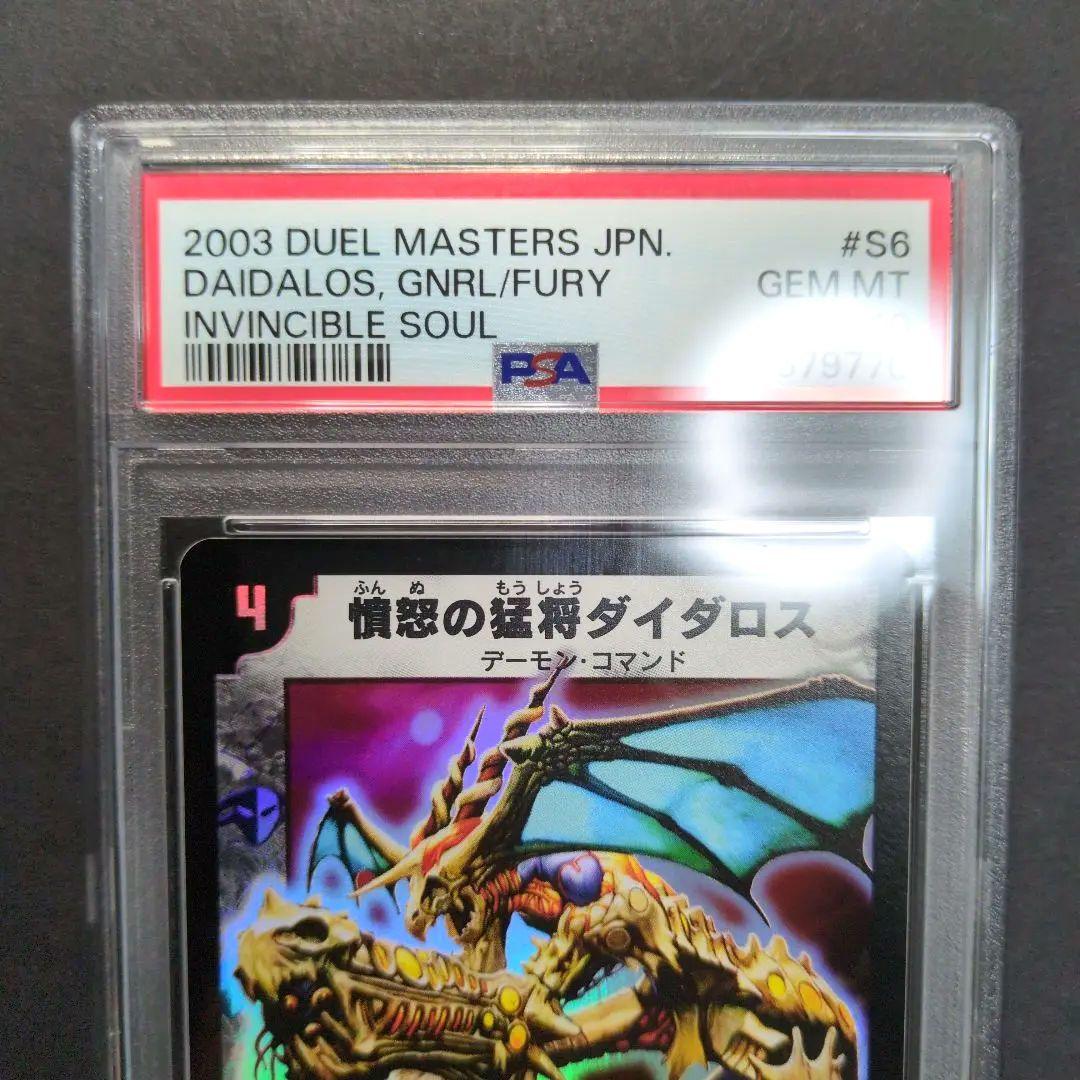 2003 DUEL MASTERS JPN. #S6
DAIDALOS, GNRL/FURY GEM MT
INVINCIBLE SOUL
PSA
4
ふん ぬ もうしょう
憤怒の猛将ダイダロス
デーモン・コマンド